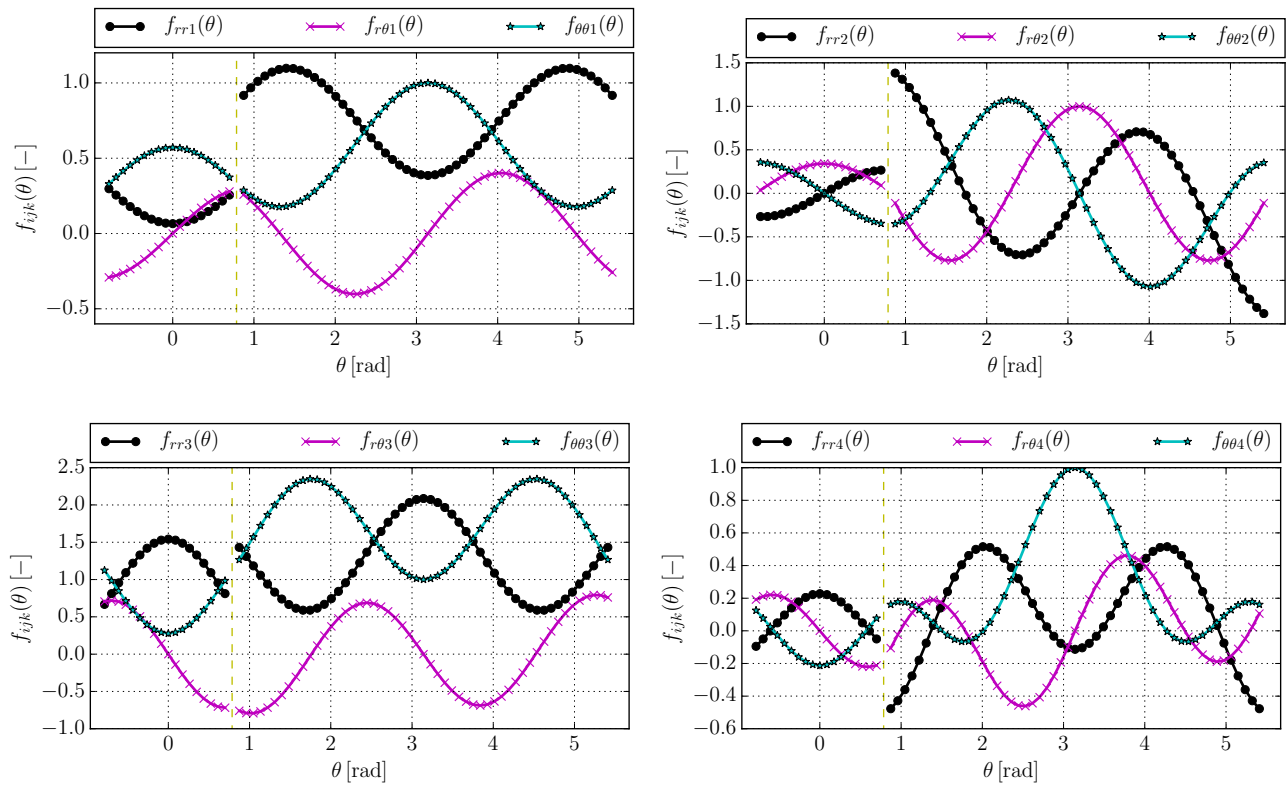 f_{rr1}(θ) f_{rθ1}(θ) f_{θθ1}(θ)
1.0
0.5
0.0
−0.5
f_{ijk}(θ) [−]
0 1 2 3 4 5
θ [rad]
f_{rr2}(θ) f_{rθ2}(θ) f_{θθ2}(θ)
1.5
1.0
0.5
0.0
−0.5
−1.0
−1.5
f_{ijk}(θ) [−]
0 1 2 3 4 5
θ [rad]
f_{rr3}(θ) f_{rθ3}(θ) f_{θθ3}(θ)
2.5
2.0
1.5
1.0
0.5
0.0
−0.5
−1.0
f_{ijk}(θ) [−]
0 1 2 3 4 5
θ [rad]
f_{rr4}(θ) f_{rθ4}(θ) f_{θθ4}(θ)
1.0
0.8
0.6
0.4
0.2
0.0
−0.2
−0.4
−0.6
f_{ijk}(θ) [−]
0 1 2 3 4 5
θ [rad]